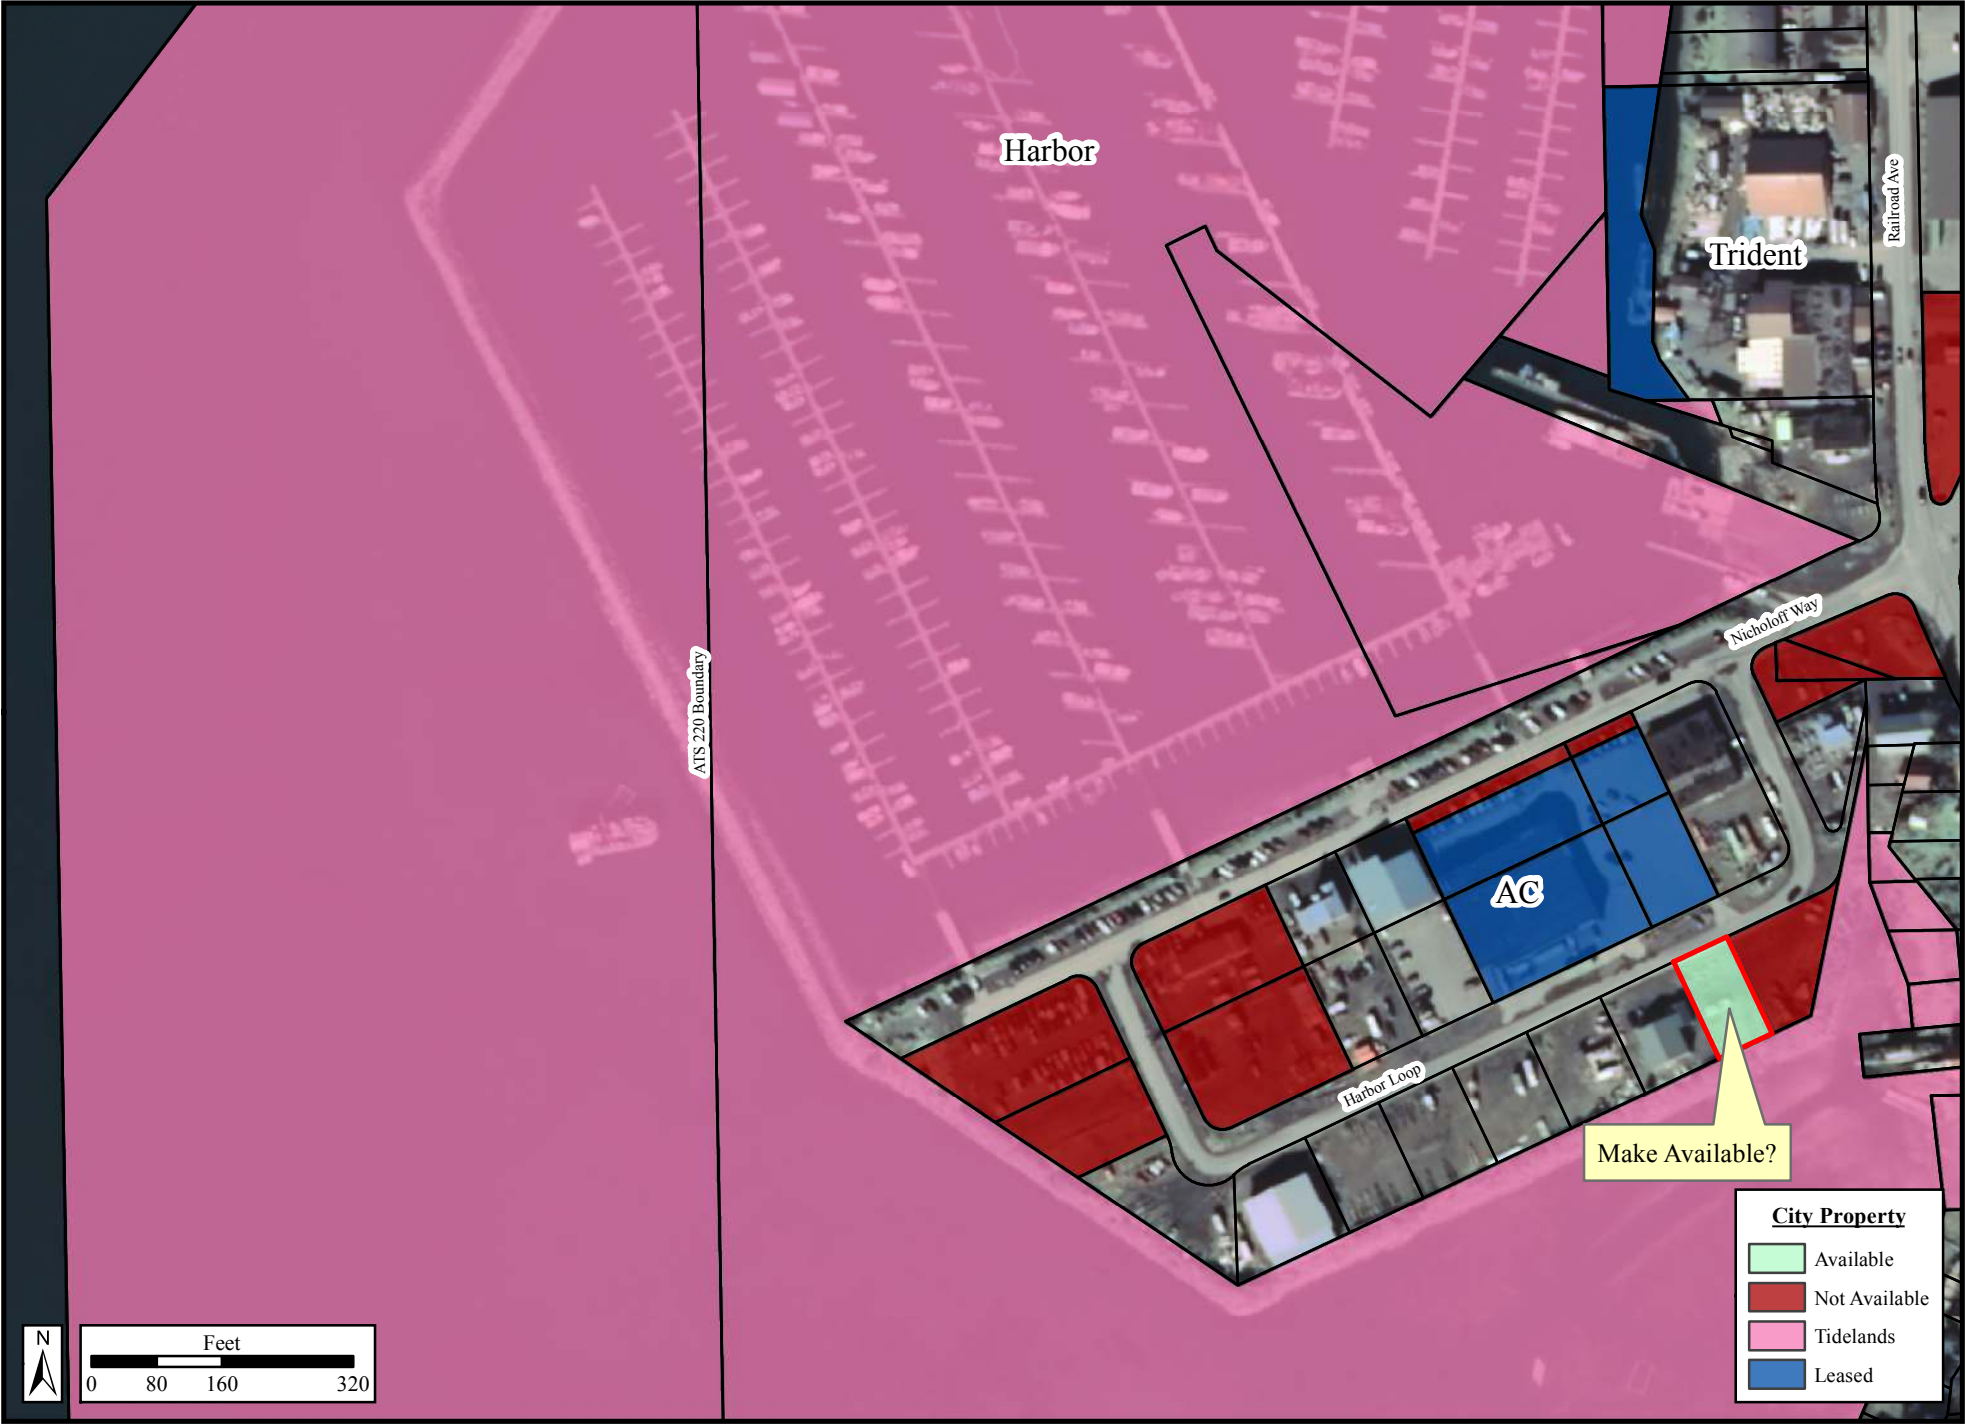 Harbor
Trident
Railroad Ave
Nicholoff Way
ATS 220 Boundary
AC
Harbor Loop
Make Available?
City Property
Available
Not Available
Tidelands
Leased
N
Feet
0 80 160 320